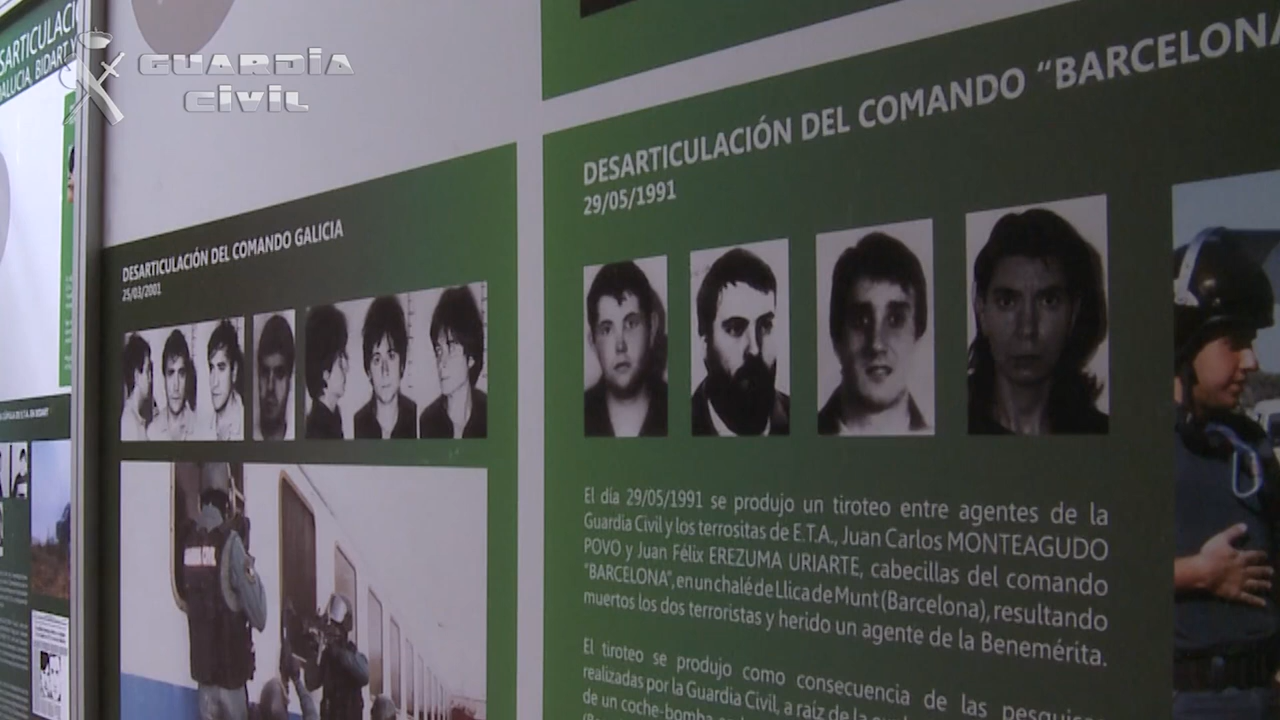 GUARDIA
CIVIL
DESARTICULACIÓN DEL COMANDO GALICIA
25/03/2001
DESARTICULACIÓN DEL COMANDO “BARCELONA
29/05/1991
El día 29/05/1991 se produjo un tiroteo entre agentes de la
Guardia Civil y los terrositas de E.T.A., Juan Carlos MONTEAGUDO
POVO y Juan Félix EREZUMA URIARTE, cabecillas del comando
"BARCELONA", en un chalé de Llica de Munt (Barcelona), resultando
muertos los dos terroristas y herido un agente de la Benemérita.
El tiroteo se produjo como consecuencia de las
realizadas por la Guardia Civil, a raíz de la
de un coche-bomba
GUARDIA CIVIL
BIDART Y